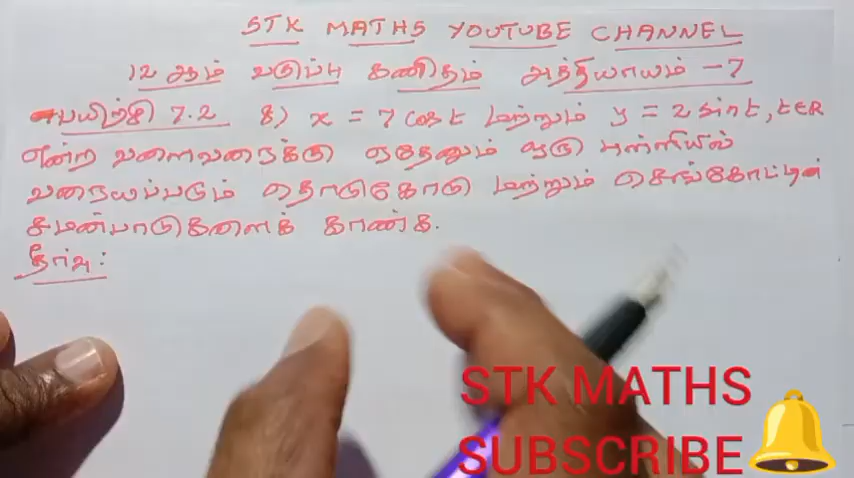 STK MATHS YOUTUBE CHANNEL
12 ஆம் வகுப்பு கணிதம் அத்தியாயம் -7
பயிற்சி 7.2 8) x = 7 cos t மற்றும் y = 2 sin t, t∈R
என்ற வளைவரைக்கு ஏதேனும் ஒரு புள்ளியில்
வரையப்படும் தொடுகோடு மற்றும் செங்கோட்டின்
சமன்பாடுகளைக் காண்க.
தீர்வு:
STK MATHS
SUBSCRIBE